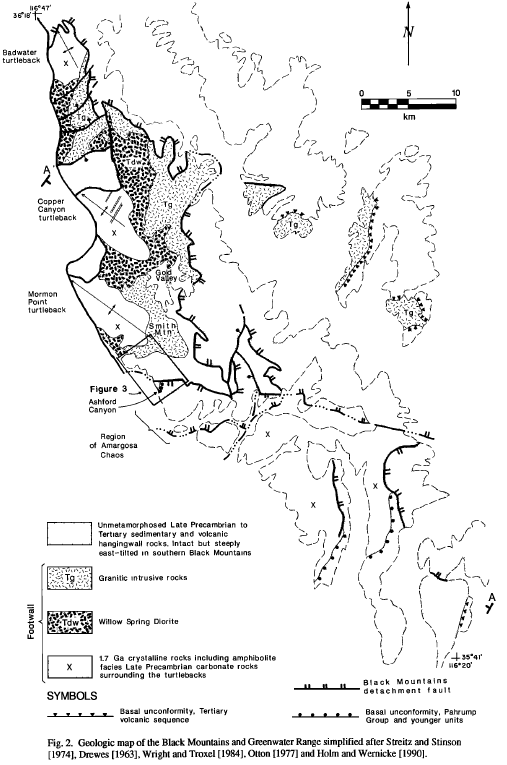 116°47'
36°18'
Badwater
turtleback
X
N
0 5 10
km
A
Tdw
Tg
Copper
Canyon
turtleback
X
Tg
Gold
Valley
Mormon
Point
turtleback
X
Smith
Mtn
Tg
Figure 3
Ashford
Canyon
Region
of Amargosa
Chaos
X
X
X
A
35°41'
116°20'
Unmetamorphosed Late Precambrian to
Tertiary sedimentary and volcanic
hangingwall rocks. Intact but steeply
east-tilted in southern Black Mountains
Footwall
Tg Granitic intrusive rocks
Tdw Willow Spring Diorite
X 1.7 Ga crystalline rocks including amphibolite
facies Late Precambrian carbonate rocks
surrounding the turtlebacks
SYMBOLS
Black Mountains
detachment fault
Basal unconformity, Tertiary
volcanic sequence
Basal unconformity, Pahrump
Group and younger units
Fig. 2. Geologic map of the Black Mountains and Greenwater Range simplified after Streitz and Stinson
[1974], Drewes [1963], Wright and Troxel [1984], Otton [1977] and Holm and Wernicke [1990].